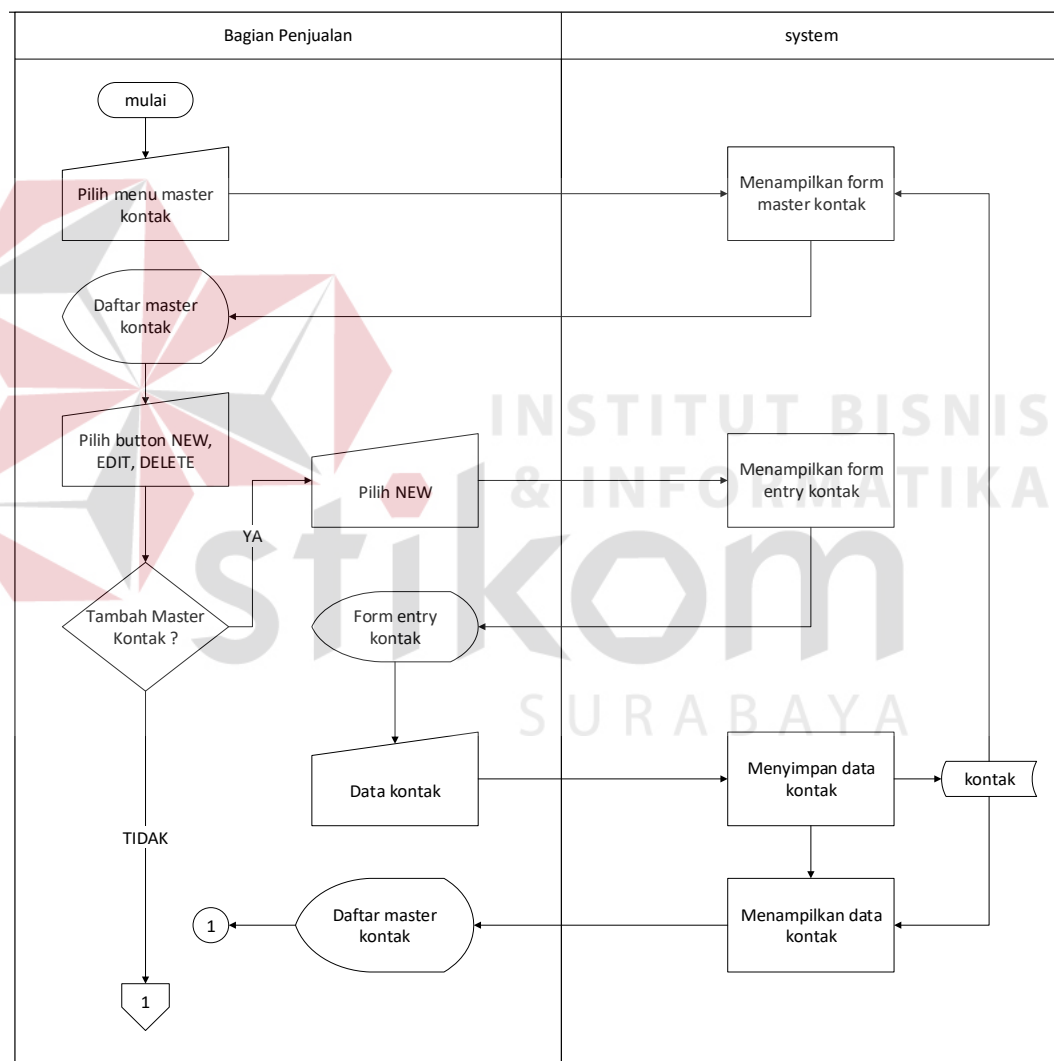 Bagian Penjualan
system
mulai
Pilih menu master
kontak
Menampilkan form
master kontak
Daftar master
kontak
Pilih button NEW,
EDIT, DELETE
Pilih NEW
Menampilkan form
entry kontak
YA
Tambah Master
Kontak ?
Form entry
kontak
Data kontak
Menyimpan data
kontak
kontak
TIDAK
1
Daftar master
kontak
Menampilkan data
kontak
1
INSTITUT BISNIS
& INFORMATIKA
stikom
SURABAYA